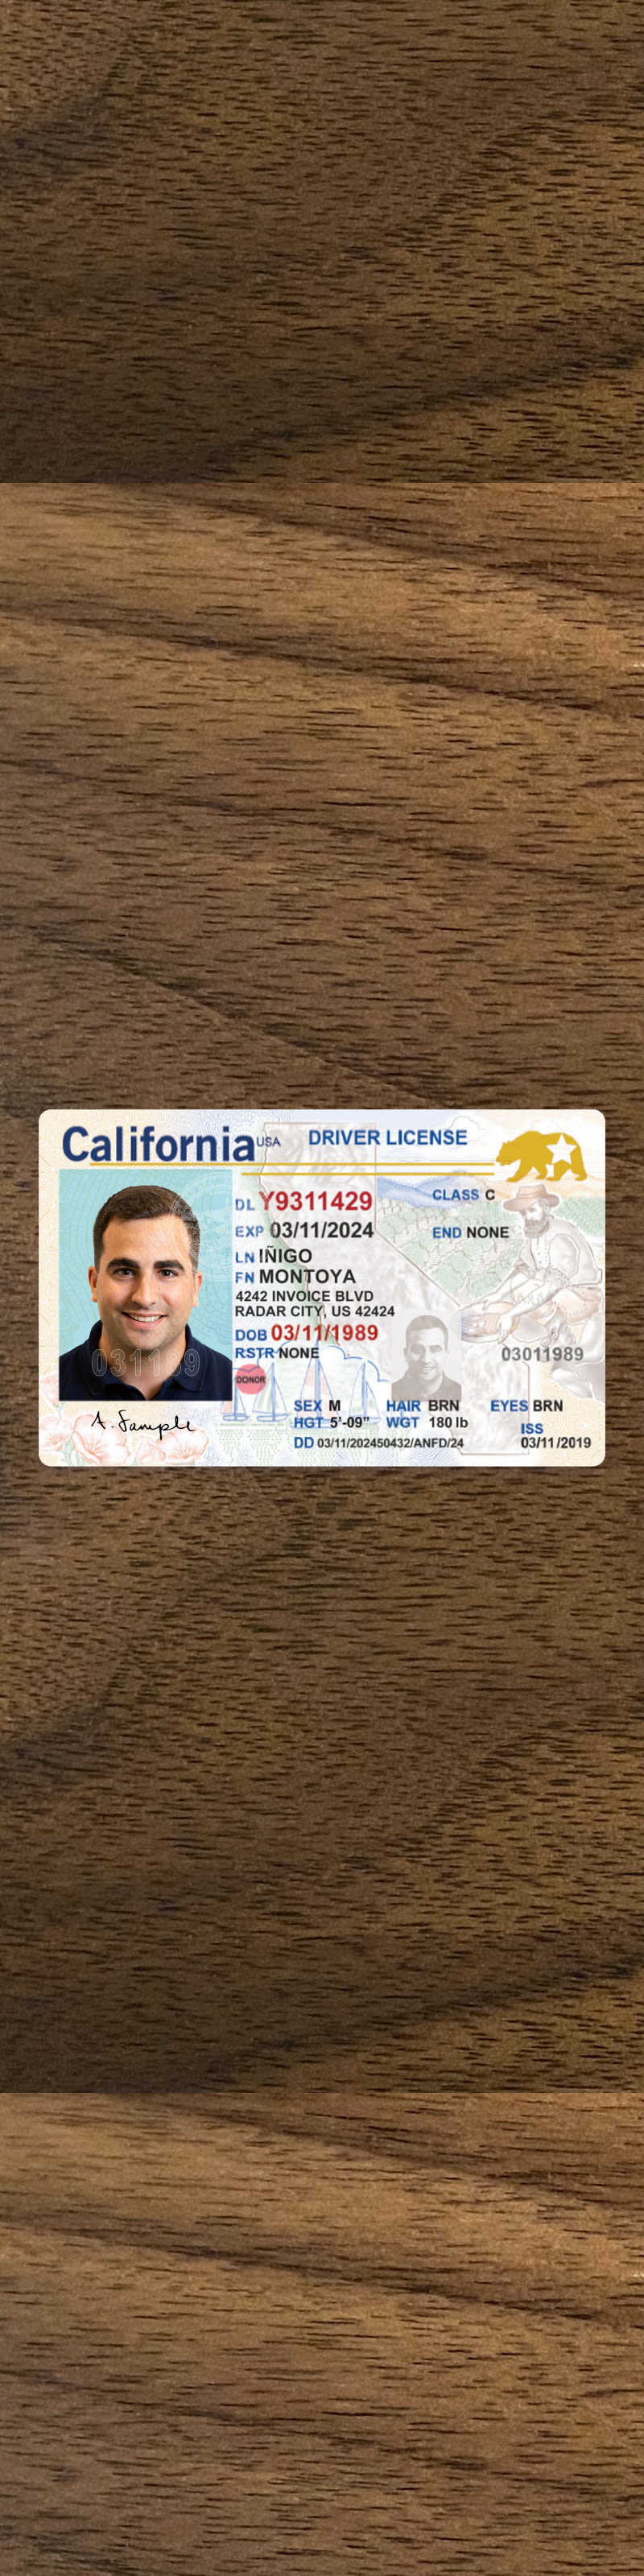 California USA DRIVER LICENSE
DL Y9311429 CLASS C
EXP 03/11/2024 END NONE
LN IÑIGO
FN MONTOYA
4242 INVOICE BLVD
RADAR CITY, US 42424
DOB 03/11/1989
RSTR NONE 03011989
031189
DONOR
SEX M HAIR BRN EYES BRN
HGT 5'-09" WGT 180 lb ISS
DD 03/11/202450432/ANFD/24 03/11/2019
A. Sample